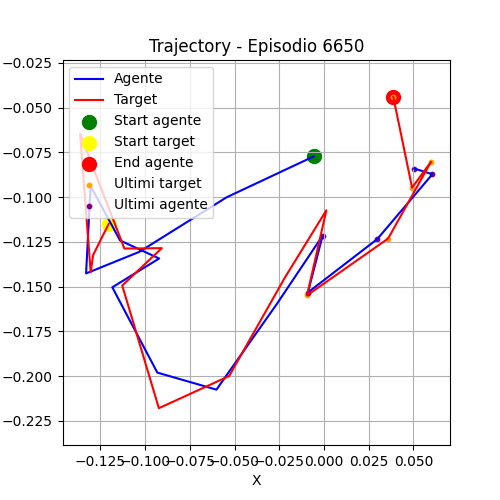 Trajectory - Episodio 6650
Agente
Target
Start agente
Start target
End agente
Ultimi target
Ultimi agente
−0.025
−0.050
−0.075
−0.100
−0.125
−0.150
−0.175
−0.200
−0.225
−0.125−0.100−0.075−0.050−0.025 0.000 0.025 0.050
X